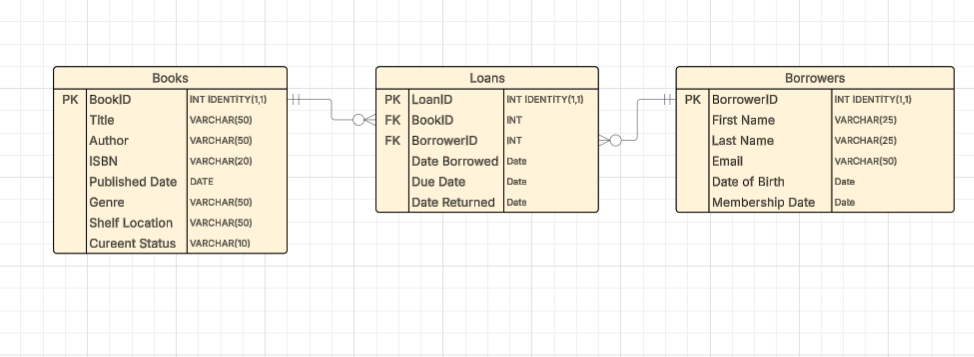 Books
PK BookID INT IDENTITY(1,1)
Title VARCHAR(50)
Author VARCHAR(50)
ISBN VARCHAR(20)
Published Date DATE
Genre VARCHAR(50)
Shelf Location VARCHAR(50)
Cureent Status VARCHAR(10)
Loans
PK LoanID INT IDENTITY(1,1)
FK BookID INT
FK BorrowerID INT
Date Borrowed Date
Due Date Date
Date Returned Date
Borrowers
PK BorrowerID INT IDENTITY(1,1)
First Name VARCHAR(25)
Last Name VARCHAR(25)
Email VARCHAR(50)
Date of Birth Date
Membership Date Date